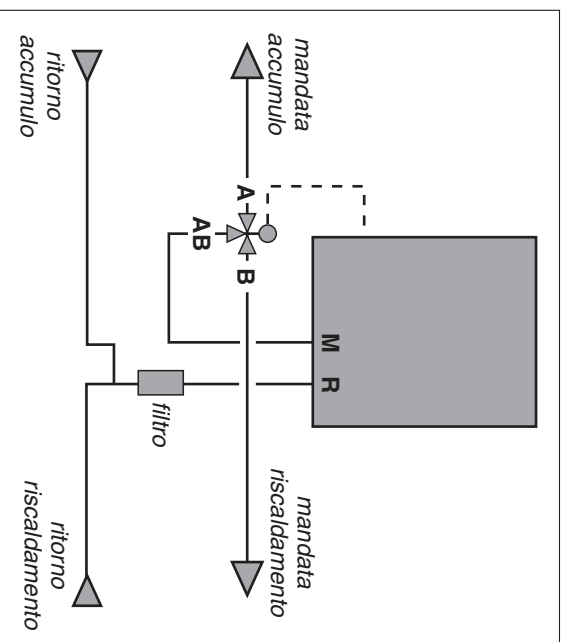 mandata
accumulo
ritorno
accumulo
A
AB
B
M
R
filtro
mandata
riscaldamento
ritorno
riscaldamento